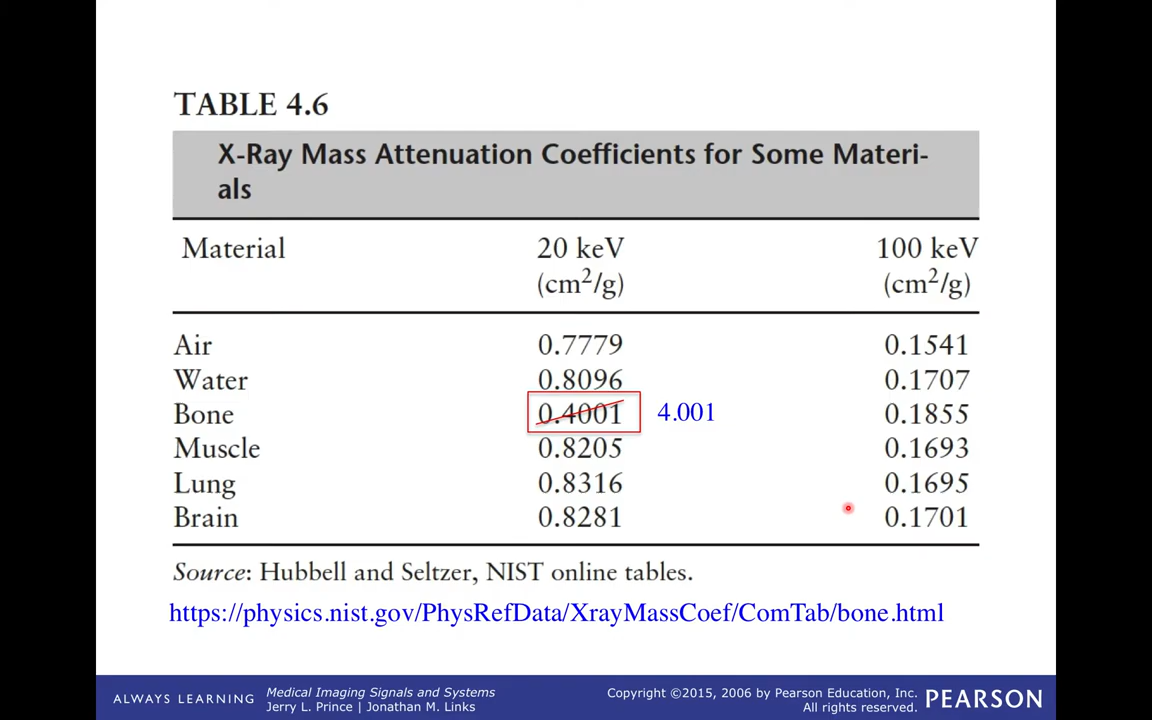 TABLE 4.6
X-Ray Mass Attenuation Coefficients for Some Materi-
als
Material 20 keV 100 keV
(cm²/g) (cm²/g)
Air 0.7779 0.1541
Water 0.8096 0.1707
Bone 0.4001 4.001 0.1855
Muscle 0.8205 0.1693
Lung 0.8316 0.1695
Brain 0.8281 0.1701
Source: Hubbell and Seltzer, NIST online tables.
https://physics.nist.gov/PhysRefData/XrayMassCoef/ComTab/bone.html
ALWAYS LEARNING
Medical Imaging Signals and Systems
Jerry L. Prince | Jonathan M. Links
Copyright ©2015, 2006 by Pearson Education, Inc.
All rights reserved.
PEARSON